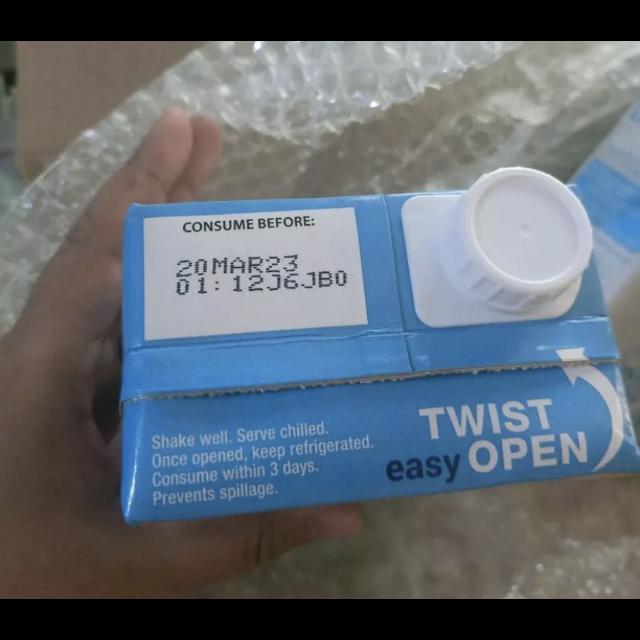 CONSUME BEFORE:
20MAR23
01:12J6JB0
Shake well. Serve chilled.
Once opened, keep refrigerated.
Consume within 3 days.
Prevents spillage.
TWIST
easy OPEN